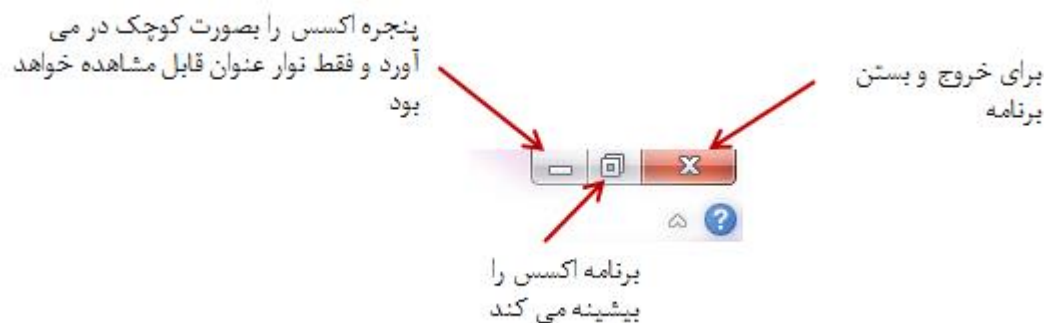 پنجره اکسس را بصورت کوچک در می
آورد و فقط نوار عنوان قابل مشاهده خواهد
بود
برای خروج و بستن
برنامه
برنامه اکسس را
بیشینه می کند